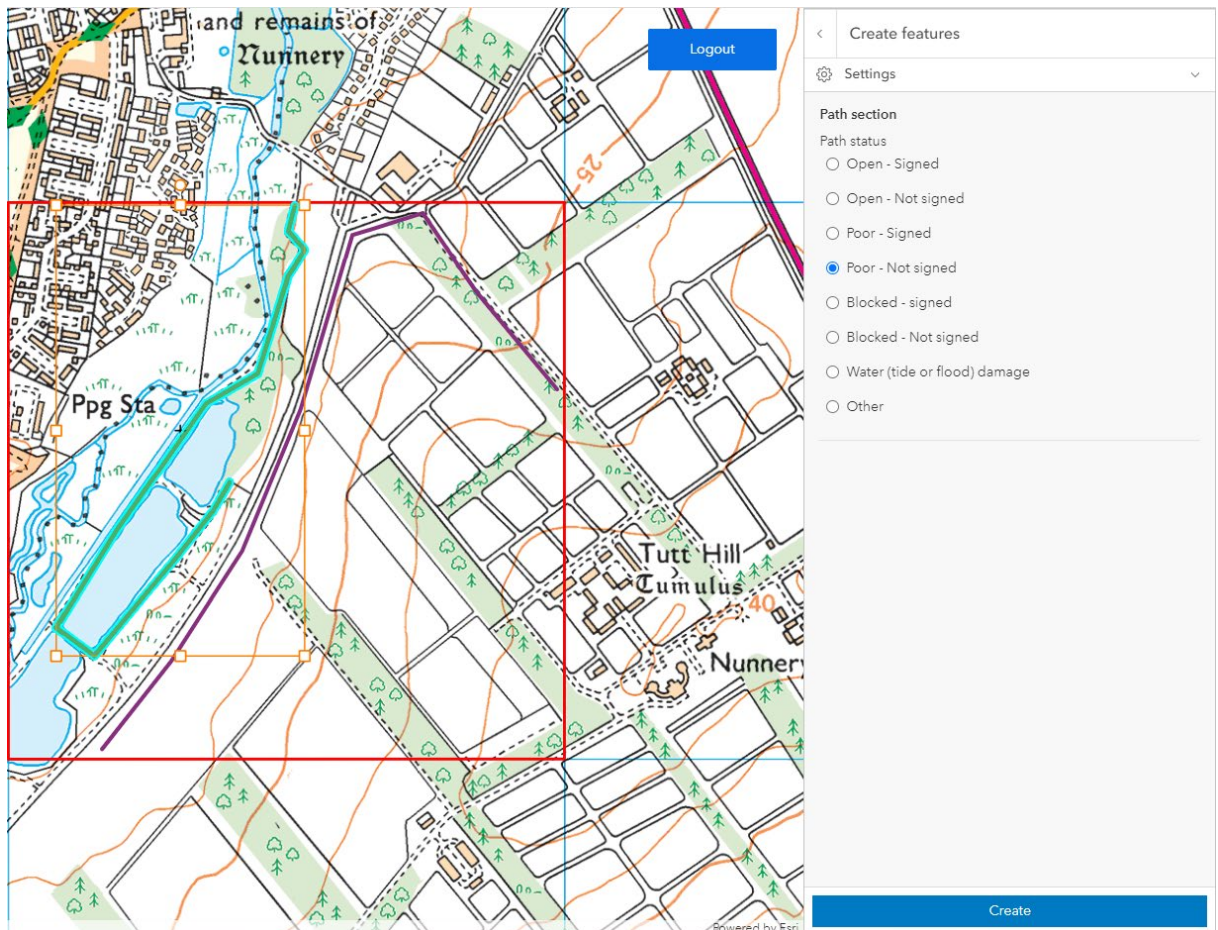 and remains of
Nunnery
Logout
25
Ppg Sta
Tutt Hill
Tumulus
40
Nunnery
Powered by Esri
Create features
Settings
Path section
Path status
Open - Signed
Open - Not signed
Poor - Signed
Poor - Not signed
Blocked - signed
Blocked - Not signed
Water (tide or flood) damage
Other
Create